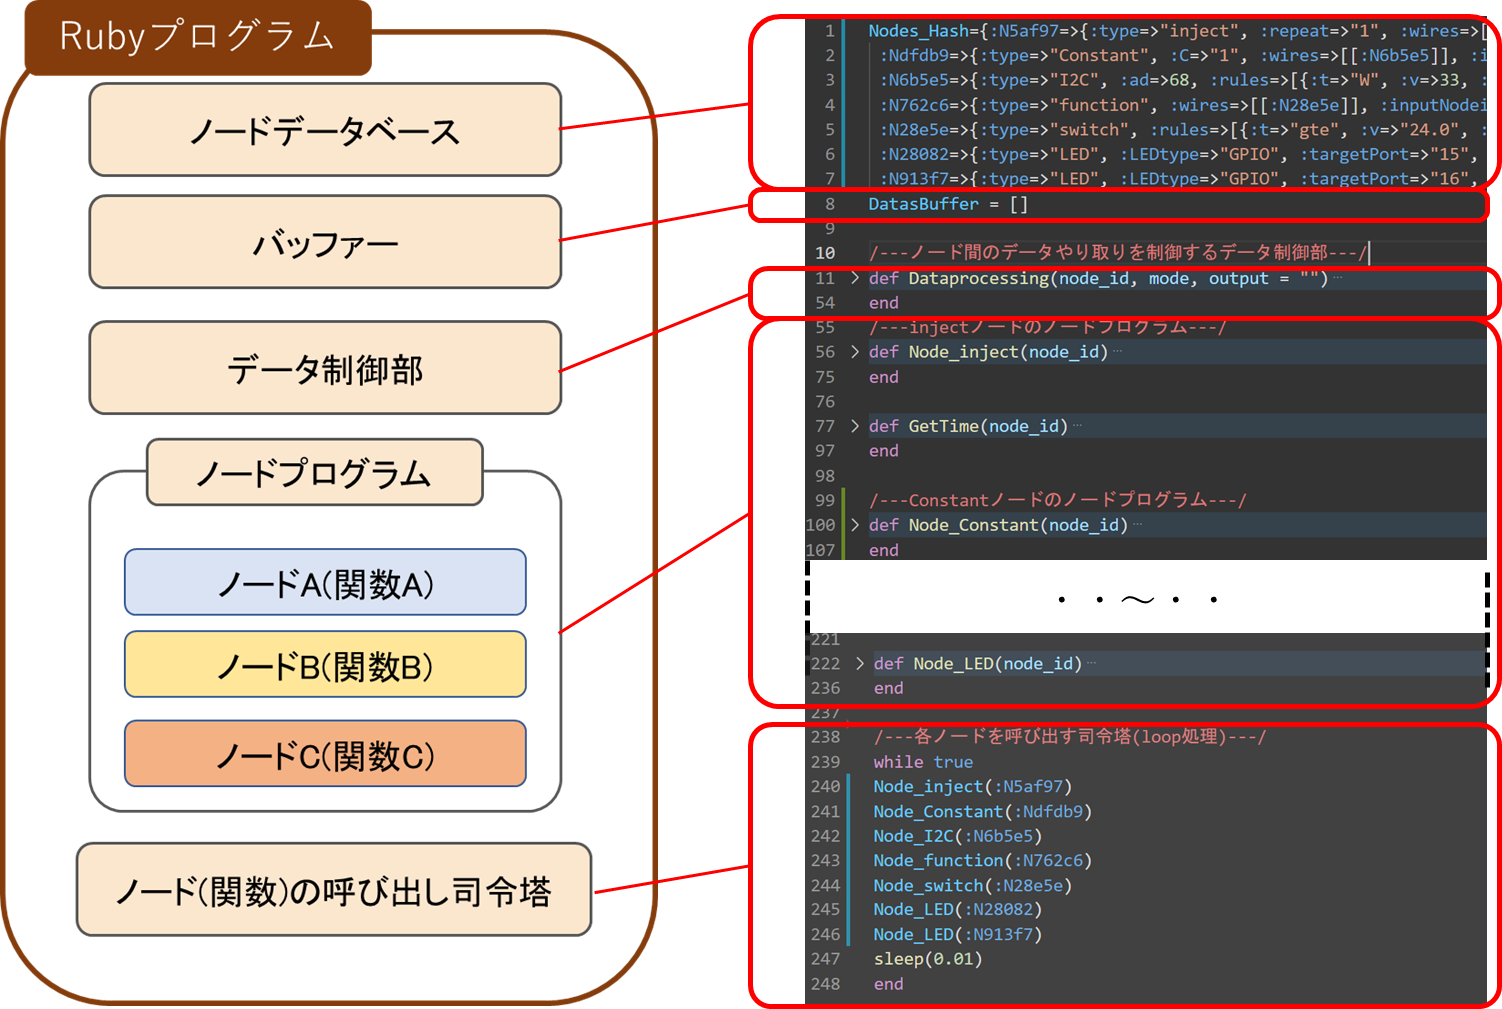 Rubyプログラム
ノードデータベース
バッファー
データ制御部
ノードプログラム
ノードA(関数A)
ノードB(関数B)
ノードC(関数C)
ノード(関数)の呼び出し司令塔
1 Nodes_Hash={:N5af97=>{:type=>"inject", :repeat=>"1", :wires=>[
2 :Ndfdb9=>{:type=>"Constant", :C=>"1", :wires=>[[:N6b5e5]], :i
3 :N6b5e5=>{:type=>"I2C", :ad=>68, :rules=>[{:t=>"W", :v=>33, :
4 :N762c6=>{:type=>"function", :wires=>[[:N28e5e]], :inputNodei
5 :N28e5e=>{:type=>"switch", :rules=>[{:t=>"gte", :v=>"24.0", :
6 :N28082=>{:type=>"LED", :LEDtype=>"GPIO", :targetPort=>"15",
7 :N913f7=>{:type=>"LED", :LEDtype=>"GPIO", :targetPort=>"16",
8 DatasBuffer = []
9
10 /---ノード間のデータやり取りを制御するデータ制御部---/
11 > def Dataprocessing(node_id, mode, output = "")…
54 end
55 /---injectノードのノードプログラム---/
56 > def Node_inject(node_id)…
75 end
76
77 > def GetTime(node_id)…
97 end
98
99 /---Constantノードのノードプログラム---/
100 > def Node_Constant(node_id)…
107 end
・・～・・
221
222 > def Node_LED(node_id)…
236 end
237
238 /---各ノードを呼び出す司令塔(loop処理)---/
239 while true
240 Node_inject(:N5af97)
241 Node_Constant(:Ndfdb9)
242 Node_I2C(:N6b5e5)
243 Node_function(:N762c6)
244 Node_switch(:N28e5e)
245 Node_LED(:N28082)
246 Node_LED(:N913f7)
247 sleep(0.01)
248 end